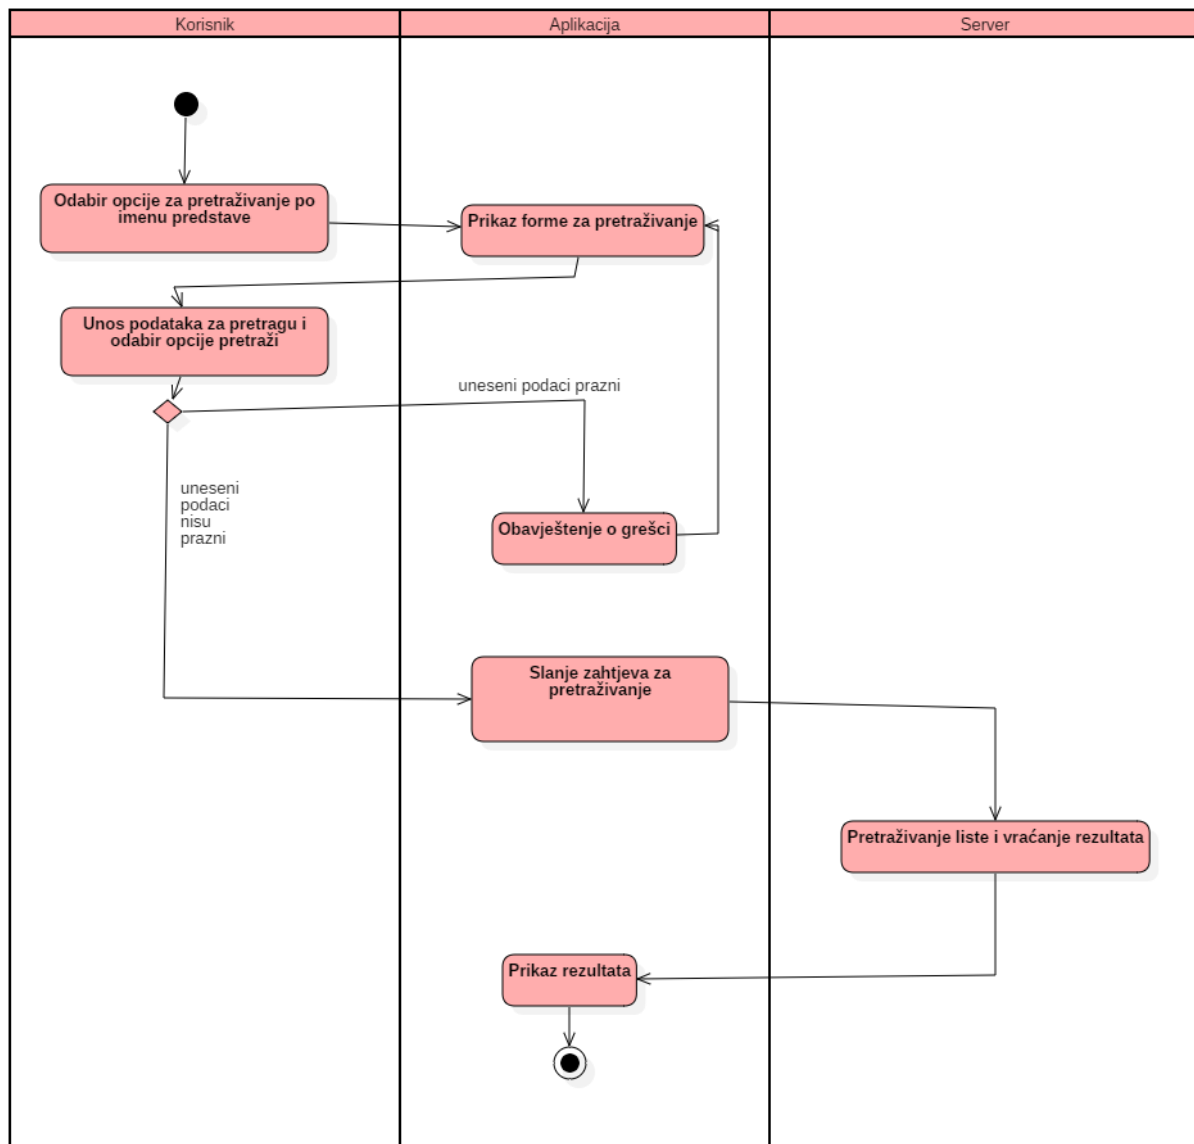 Korisnik
Aplikacija
Server
Odabir opcije za pretraživanje po
imenu predstave
Prikaz forme za pretraživanje
Unos podataka za pretragu i
odabir opcije pretraži
uneseni podaci prazni
uneseni
podaci
nisu
prazni
Obavještenje o grešci
Slanje zahtjeva za
pretraživanje
Pretraživanje liste i vraćanje rezultata
Prikaz rezultata